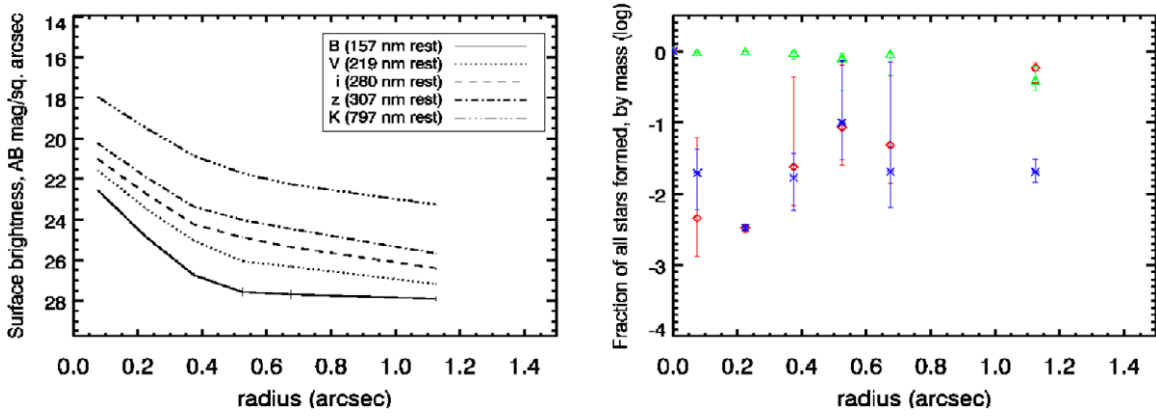 Surface brightness, AB mag/sq. arcsec
14
16
18
20
22
24
26
28
B (157 nm rest)
V (219 nm rest)
i (280 nm rest)
z (307 nm rest)
K (797 nm rest)
0.0 0.2 0.4 0.6 0.8 1.0 1.2 1.4
radius (arcsec)
Fraction of all stars formed, by mass (log)
0
-1
-2
-3
-4
0.0 0.2 0.4 0.6 0.8 1.0 1.2 1.4
radius (arcsec)